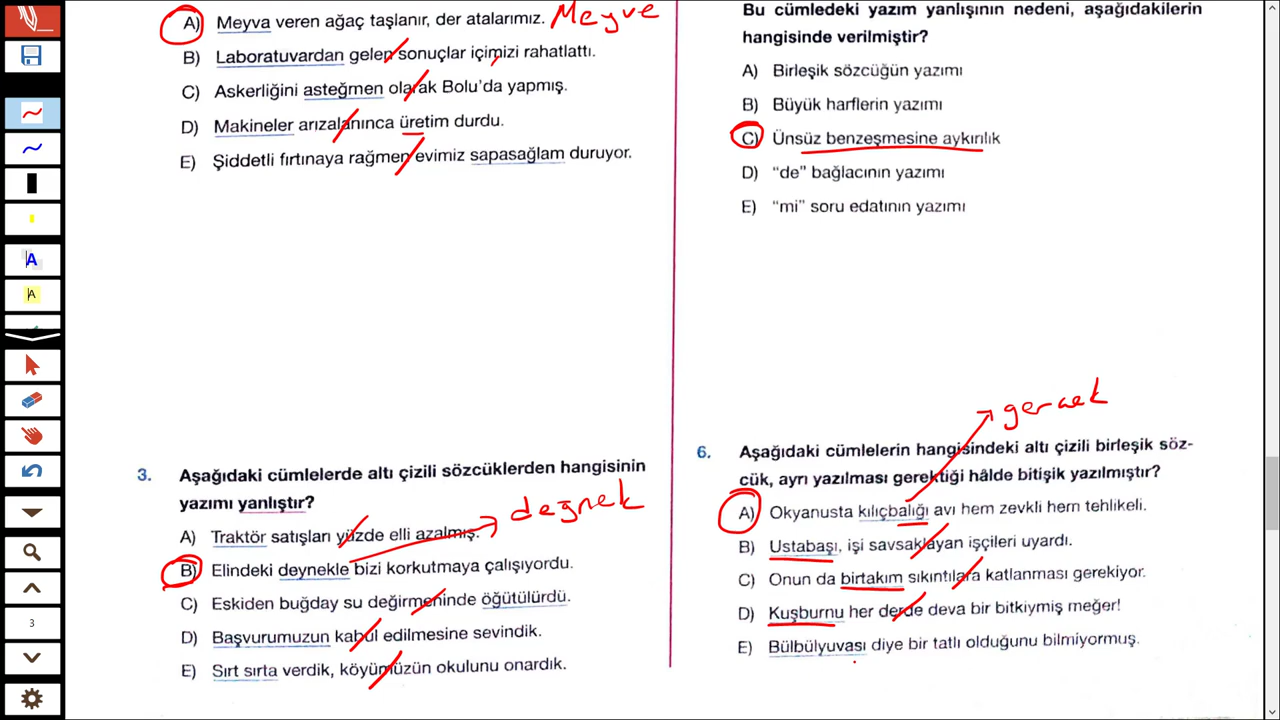 A) Meyva veren ağaç taşlanır, der atalarımız. Meyve
B) Laboratuvardan gelen sonuçlar içimizi rahatlattı.
C) Askerliğini asteğmen olarak Bolu'da yapmış.
D) Makineler arızalanınca üretim durdu.
E) Şiddetli fırtınaya rağmen evimiz sapasağlam duruyor.
3. Aşağıdaki cümlelerde altı çizili sözcüklerden hangisinin
yazımı yanlıştır?
değnek
A) Traktör satışları yüzde elli azalmış.
B) Elindeki deynekle bizi korkutmaya çalışıyordu.
C) Eskiden buğday su değirmeninde öğütülürdü.
D) Başvurumuzun kabul edilmesine sevindik.
E) Sırt sırta verdik, köyümüzün okulunu onardık.
Bu cümledeki yazım yanlışının nedeni, aşağıdakilerin
hangisinde verilmiştir?
A) Birleşik sözcüğün yazımı
B) Büyük harflerin yazımı
C) Ünsüz benzeşmesine aykırılık
D) "de" bağlacının yazımı
E) "mi" soru edatının yazımı
6. Aşağıdaki cümlelerin hangisindeki altı çizili birleşik söz-
cük, ayrı yazılması gerektiği hâlde bitişik yazılmıştır?
A) Okyanusta kılıçbalığı avı hem zevkli hem tehlikeli.
B) Ustabaşı, işi savsaklayan işçileri uyardı.
C) Onun da birtakım sıkıntılara katlanması gerekiyor.
D) Kuşburnu her derde deva bir bitkiymiş meğer!
E) Bülbülyuvası diye bir tatlı olduğunu bilmiyormuş.
A
A
3